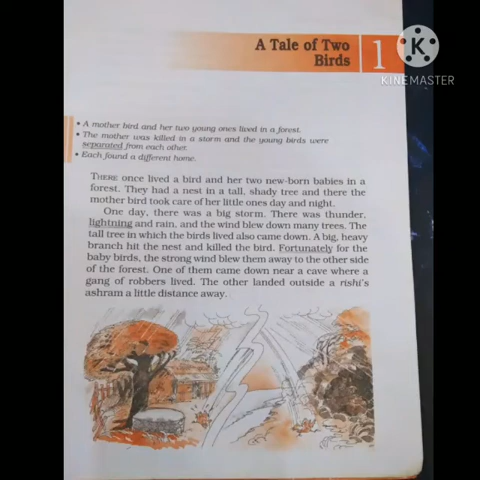 A Tale of Two
Birds
1
K
KINEMASTER
• A mother bird and her two young ones lived in a forest.
• The mother was killed in a storm and the young birds were
separated from each other.
• Each found a different home.
THERE once lived a bird and her two new-born babies in a
forest. They had a nest in a tall, shady tree and there the
mother bird took care of her little ones day and night.
One day, there was a big storm. There was thunder,
lightning and rain, and the wind blew down many trees. The
tall tree in which the birds lived also came down. A big, heavy
branch hit the nest and killed the bird. Fortunately for the
baby birds, the strong wind blew them away to the other side
of the forest. One of them came down near a cave where a
gang of robbers lived. The other landed outside a rishi's
ashram a little distance away.